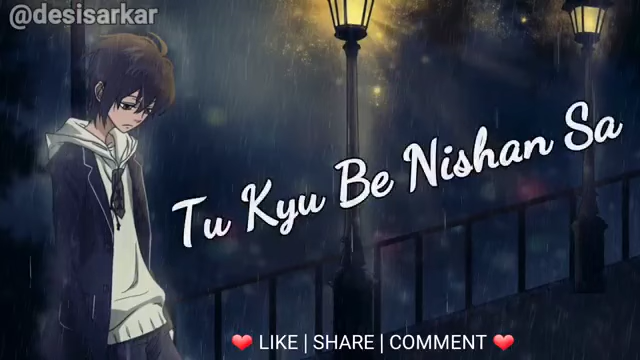 @desisarkar
Tu Kyu Be Nishan Sa
❤ LIKE | SHARE | COMMENT ❤